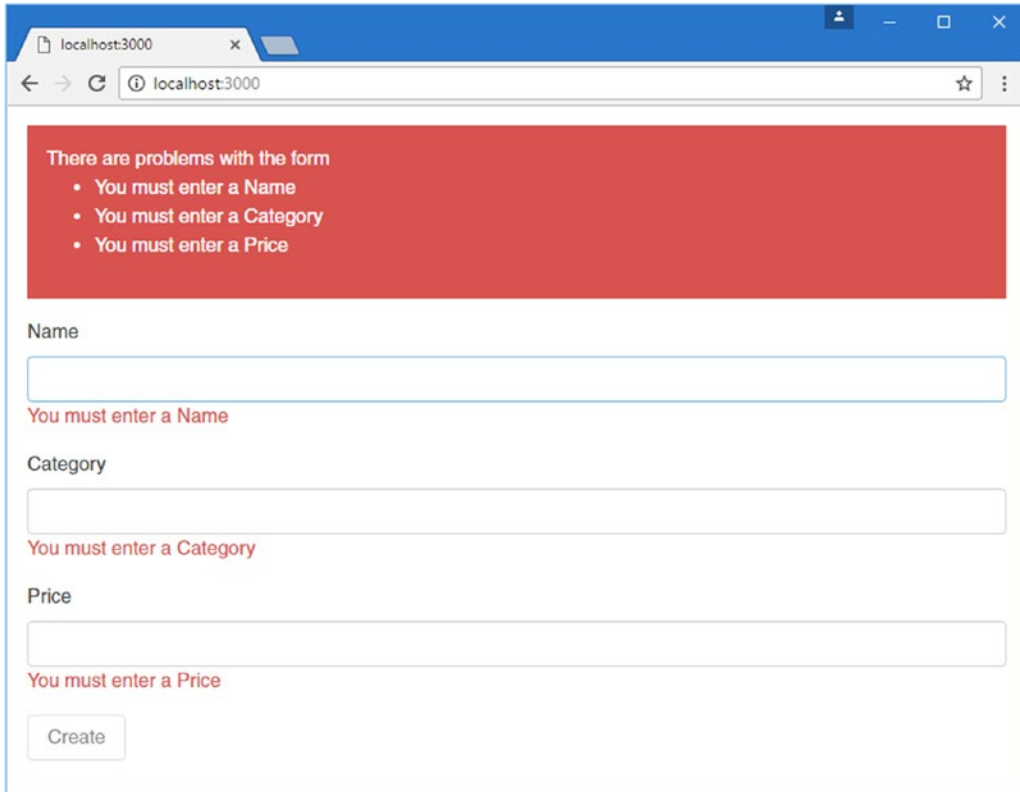 localhost:3000
localhost:3000
There are problems with the form
• You must enter a Name
• You must enter a Category
• You must enter a Price
Name
You must enter a Name
Category
You must enter a Category
Price
You must enter a Price
Create